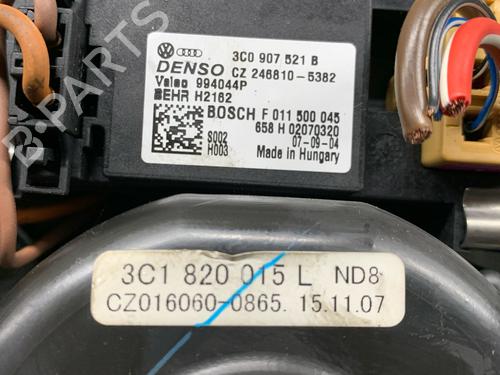 3C0 907 521 B
DENSO CZ 246810-5382
Valeo 994044P
BEHR H2162
BOSCH F 011 500 045
658 H 02070320
S002 07-09-04
H003 Made in Hungary
3C1 820 015 L ND8
CZ016060-0865. 15.11.07
B-PARTS